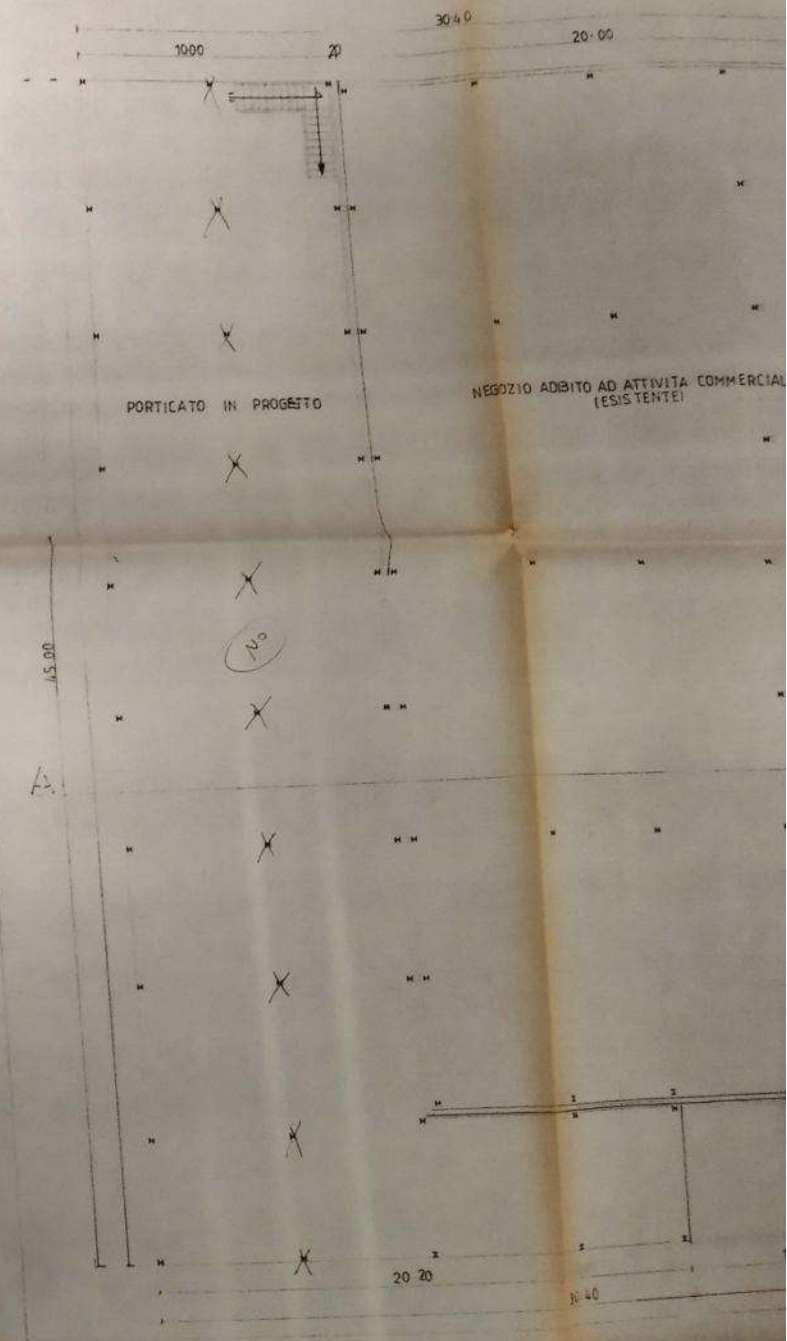 30.40
10.00
20
20.00
PORTICATO IN PROGETTO
NEGOZIO ADIBITO AD ATTIVITA COMMERCIAL
(ESISTENTE)
45.00
No
A
20 20
30.40